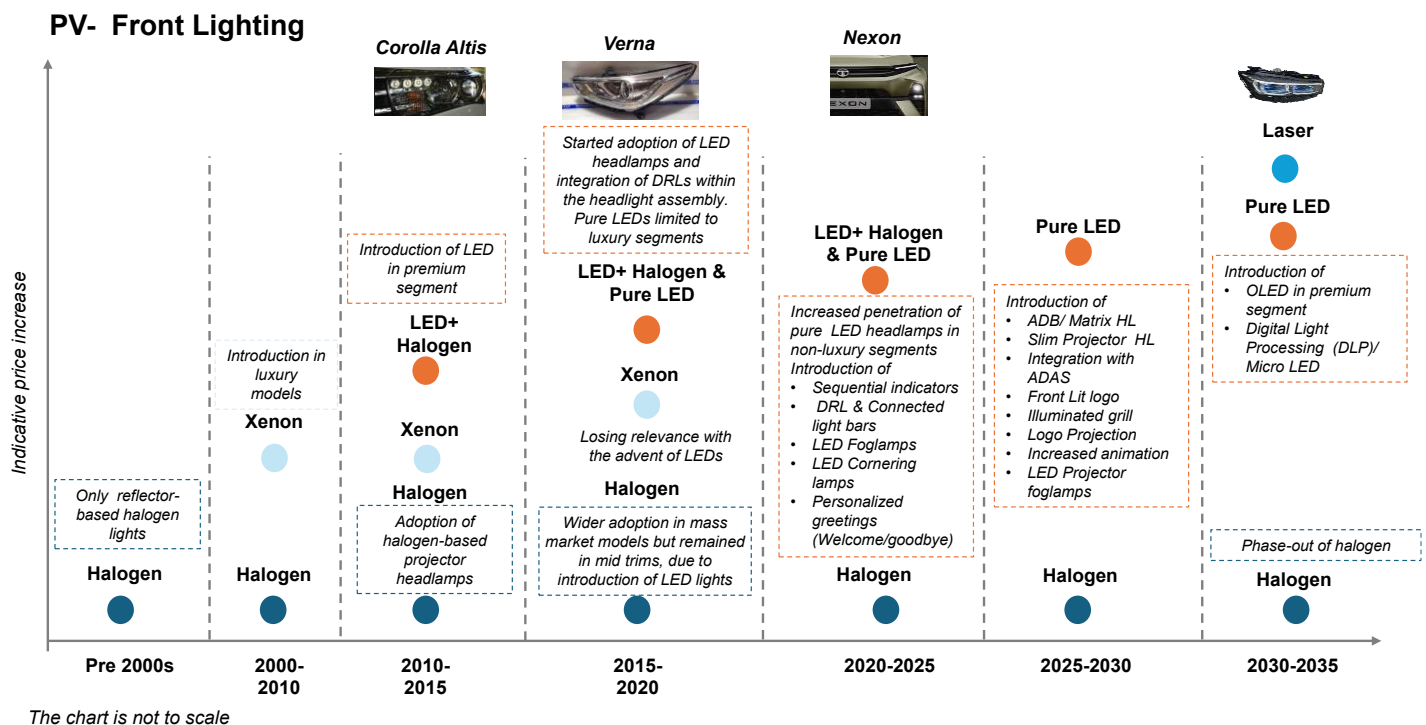 PV-  Front Lighting
Indicative price increase
Only reflector-
based halogen
lights
Halogen
Pre 2000s
Introduction in
luxury
models
Xenon
Halogen
2000-
2010
Corolla Altis
Introduction of LED
in premium
segment
LED+
Halogen
Xenon
Halogen
Adoption of
halogen-based
projector
headlamps
2010-
2015
Verna
Started adoption of LED
headlamps and
integration of DRLs within
the headlight assembly.
Pure LEDs limited to
luxury segments
LED+ Halogen &
Pure LED
Xenon
Losing relevance with
the advent of LEDs
Halogen
Wider adoption in mass
market models but remained
in mid trims, due to
introduction of LED lights
2015-
2020
Nexon
EXON
LED+ Halogen
& Pure LED
Increased penetration of
pure  LED headlamps in
non-luxury segments
Introduction of
• Sequential indicators
• DRL & Connected
light bars
• LED Foglamps
• LED Cornering
lamps
• Personalized
greetings
(Welcome/goodbye)
Halogen
2020-2025
Pure LED
Introduction of
• ADB/ Matrix HL
• Slim Projector  HL
• Integration with
ADAS
• Front Lit logo
• Illuminated grill
• Logo Projection
• Increased animation
• LED Projector
foglamps
Halogen
2025-2030
Laser
Pure LED
Introduction of
• OLED in premium
segment
• Digital Light
Processing  (DLP)/
Micro LED
Phase-out of halogen
Halogen
2030-2035
The chart is not to scale